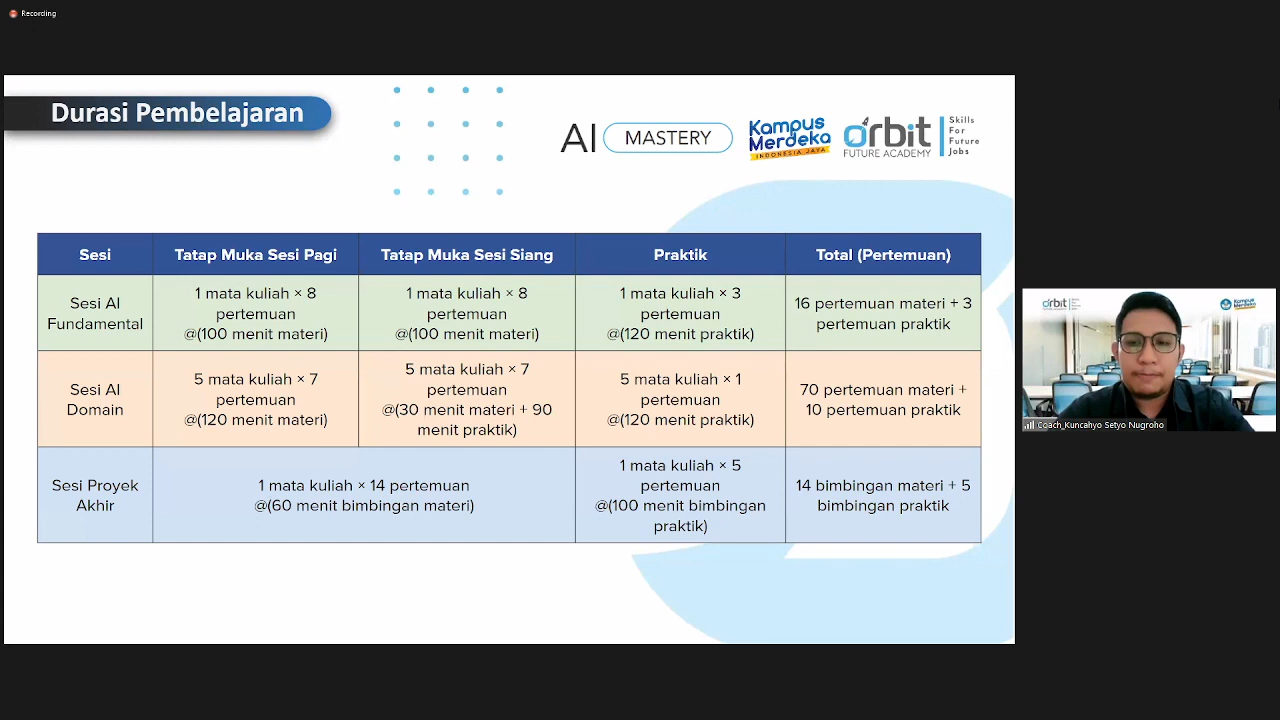 Recording
Durasi Pembelajaran
AI MASTERY
Kampus
Merdeka
INDONESIA JAYA
orbit
FUTURE ACADEMY
Skills
For
Future
Jobs
Sesi
Tatap Muka Sesi Pagi
Tatap Muka Sesi Siang
Praktik
Total (Pertemuan)
Sesi AI
Fundamental
1 mata kuliah × 8
pertemuan
@(100 menit materi)
1 mata kuliah × 8
pertemuan
@(100 menit materi)
1 mata kuliah × 3
pertemuan
@(120 menit praktik)
16 pertemuan materi + 3
pertemuan praktik
Sesi AI
Domain
5 mata kuliah × 7
pertemuan
@(120 menit materi)
5 mata kuliah × 7
pertemuan
@(30 menit materi + 90
menit praktik)
5 mata kuliah × 1
pertemuan
@(120 menit praktik)
70 pertemuan materi +
10 pertemuan praktik
Sesi Proyek
Akhir
1 mata kuliah × 14 pertemuan
@(60 menit bimbingan materi)
1 mata kuliah × 5
pertemuan
@(100 menit bimbingan
praktik)
14 bimbingan materi + 5
bimbingan praktik
orbit
Kampus
Merdeka
Coach_Kuncahyo Setyo Nugroho